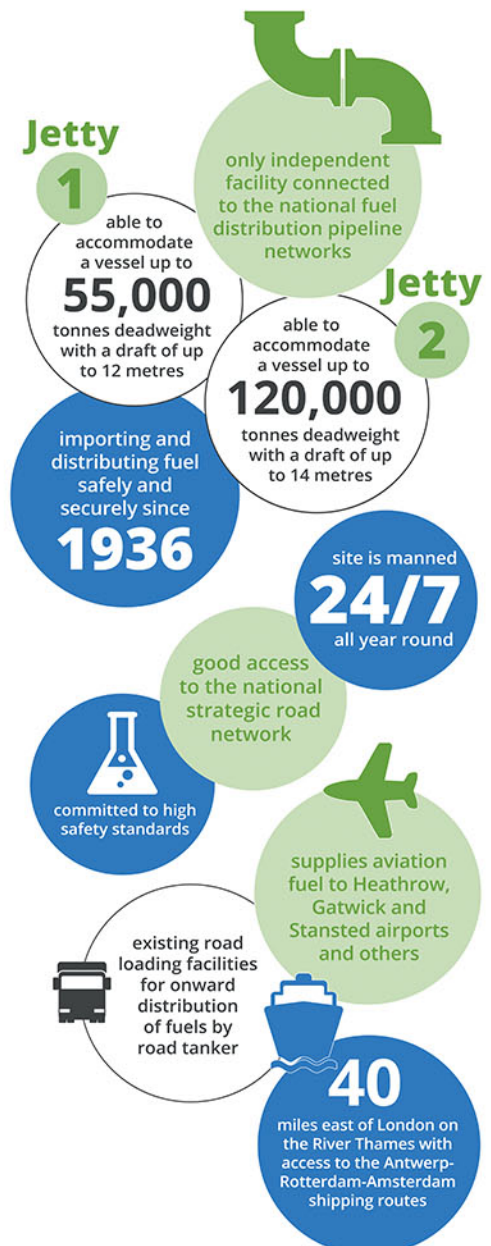 only independent
facility connected
to the national fuel
distribution pipeline
networks
Jetty
1
able to
accommodate
a vessel up to
55,000
tonnes deadweight
with a draft of up
to 12 metres
Jetty
2
able to
accommodate
a vessel up to
120,000
tonnes deadweight
with a draft of up
to 14 metres
importing and
distributing fuel
safely and
securely since
1936
site is manned
24/7
all year round
good access
to the national
strategic road
network
committed to high
safety standards
supplies aviation
fuel to Heathrow,
Gatwick and
Stansted airports
and others
existing road
loading facilities
for onward
distribution
of fuels by
road tanker
40
miles east of London on
the River Thames with
access to the Antwerp-
Rotterdam-Amsterdam
shipping routes